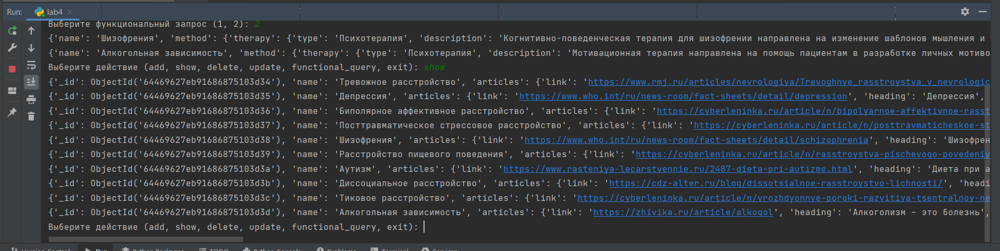 Run: lab4
Выберите функциональный запрос (1, 2): 2
{'name': 'Шизофрения', 'method': {'therapy': {'type': 'Психотерапия', 'description': 'Когнитивно-поведенческая терапия для шизофрении направлена на изменение шаблонов мышления и
{'name': 'Алкогольная зависимость', 'method': {'therapy': {'type': 'Психотерапия', 'description': 'Мотивационная терапия направлена на помощь пациентам в разработке личных мотиво
Выберите действие (add, show, delete, update, functional_query, exit): show
{'_id': ObjectId('64469627eb91686875103d34'), 'name': 'Тревожное расстройство', 'articles': {'link': 'https://www.rmj.ru/articles/nevrologiya/Trevoghnye_rasstroystva_v_nevrologic
{'_id': ObjectId('64469627eb91686875103d35'), 'name': 'Депрессия', 'articles': {'link': 'https://www.who.int/ru/news-room/fact-sheets/detail/depression', 'heading': 'Депрессия',
{'_id': ObjectId('64469627eb91686875103d36'), 'name': 'Биполярное аффективное расстройство', 'articles': {'link': 'https://cyberleninka.ru/article/n/bipolyarnoe-affektivnoe-rasst
{'_id': ObjectId('64469627eb91686875103d37'), 'name': 'Посттравматическое стрессовое расстройство', 'articles': {'link': 'https://cyberleninka.ru/article/n/posttravmaticheskoe-st
{'_id': ObjectId('64469627eb91686875103d38'), 'name': 'Шизофрения', 'articles': {'link': 'https://www.who.int/ru/news-room/fact-sheets/detail/schizophrenia', 'heading': 'Шизофрен
{'_id': ObjectId('64469627eb91686875103d39'), 'name': 'Расстройство пищевого поведения', 'articles': {'link': 'https://cyberleninka.ru/article/n/rasstroystva-pischevogo-povedeniy
{'_id': ObjectId('64469627eb91686875103d3a'), 'name': 'Аутизм', 'articles': {'link': 'https://www.rasteniya-lecarstvennie.ru/2487-dieta-pri-autizme.html', 'heading': 'Диета при а
{'_id': ObjectId('64469627eb91686875103d3b'), 'name': 'Диссоциальное расстройство', 'articles': {'link': 'https://cdz-alter.ru/blog/dissotsialnoe-rasstroystvo-lichnosti/', 'headi
{'_id': ObjectId('64469627eb91686875103d3c'), 'name': 'Тиковое расстройство', 'articles': {'link': 'https://cyberleninka.ru/article/n/vrozhdyonnye-poroki-razvitiya-tsentralnoy-ne
{'_id': ObjectId('64469627eb91686875103d3d'), 'name': 'Алкогольная зависимость', 'articles': {'link': 'https://zhivika.ru/article/alkogol', 'heading': 'Алкоголизм – это болезнь',
Выберите действие (add, show, delete, update, functional_query, exit):
Version Control Run Python Packages TODO Python Console Problems Terminal Services